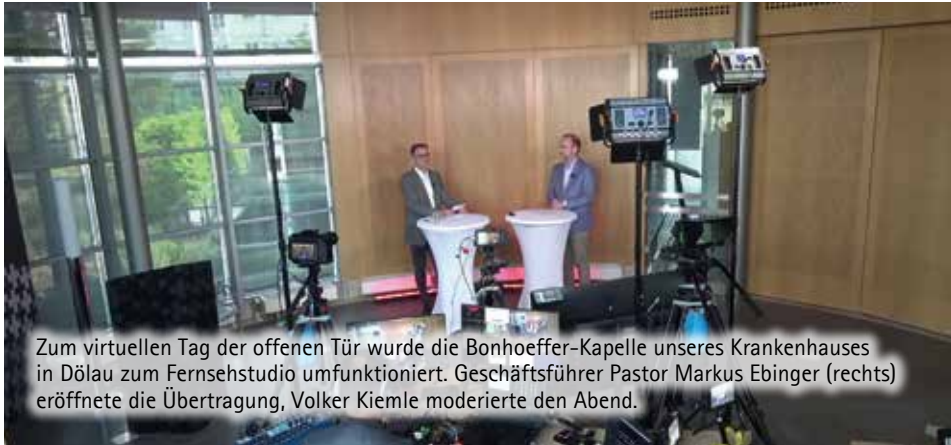 Zum virtuellen Tag der offenen Tür wurde die Bonhoeffer-Kapelle unseres Krankenhauses
in Dölau zum Fernsehstudio umfunktioniert. Geschäftsführer Pastor Markus Ebinger (rechts)
eröffnete die Übertragung, Volker Kiemle moderierte den Abend.